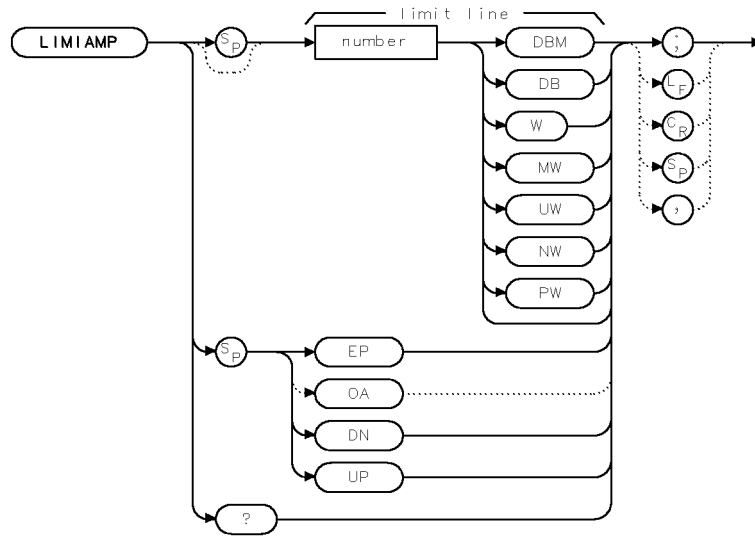 limit line
LIMIAMP SP number DBM ;
DB LF
W CR
MW SP
UW ,
NW
PW
SP EP
OA
DN
UP
?